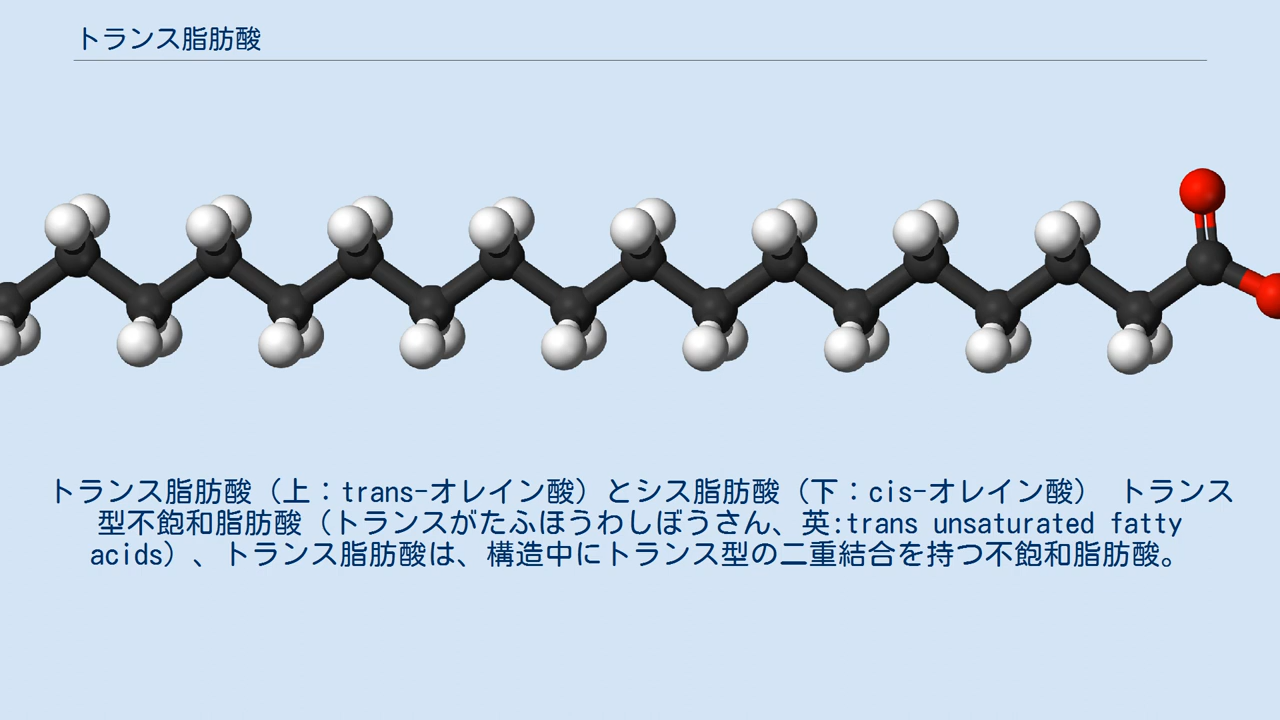 トランス脂肪酸
トランス脂肪酸（上：trans-オレイン酸）とシス脂肪酸（下：cis-オレイン酸）　トランス
型不飽和脂肪酸（トランスがたふほうわしぼうさん、英:trans unsaturated fatty
acids）、トランス脂肪酸は、構造中にトランス型の二重結合を持つ不飽和脂肪酸。